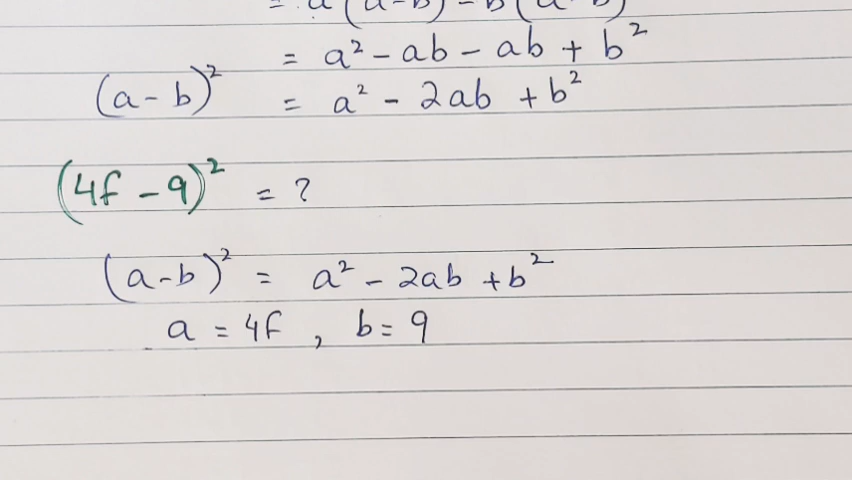 = a² - ab - ab + b²
(a - b)² = a² - 2ab + b²
(4f - 9)² = ?
(a - b)² = a² - 2ab + b²
a = 4f , b = 9